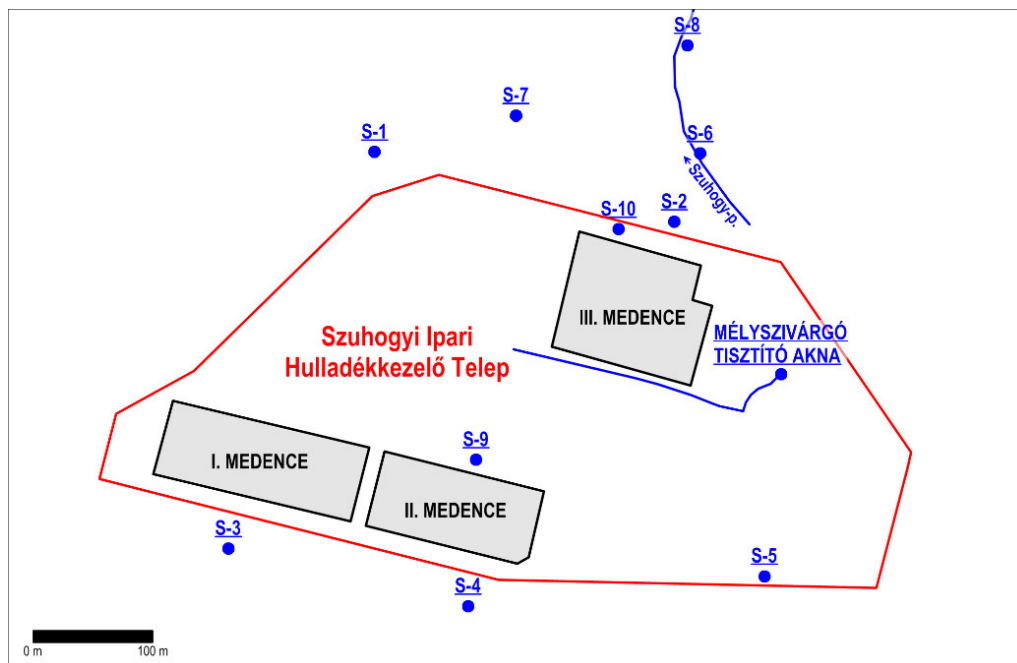 S-8
S-7
S-1
S-6
Szuhogy-p.
S-2
S-10
III. MEDENCE
MÉLYSZIVÁRGÓ
TISZTÍTÓ AKNA
Szuhogyi Ipari
Hulladékkezelő Telep
S-9
I. MEDENCE
II. MEDENCE
S-3
S-5
S-4
0 m
100 m